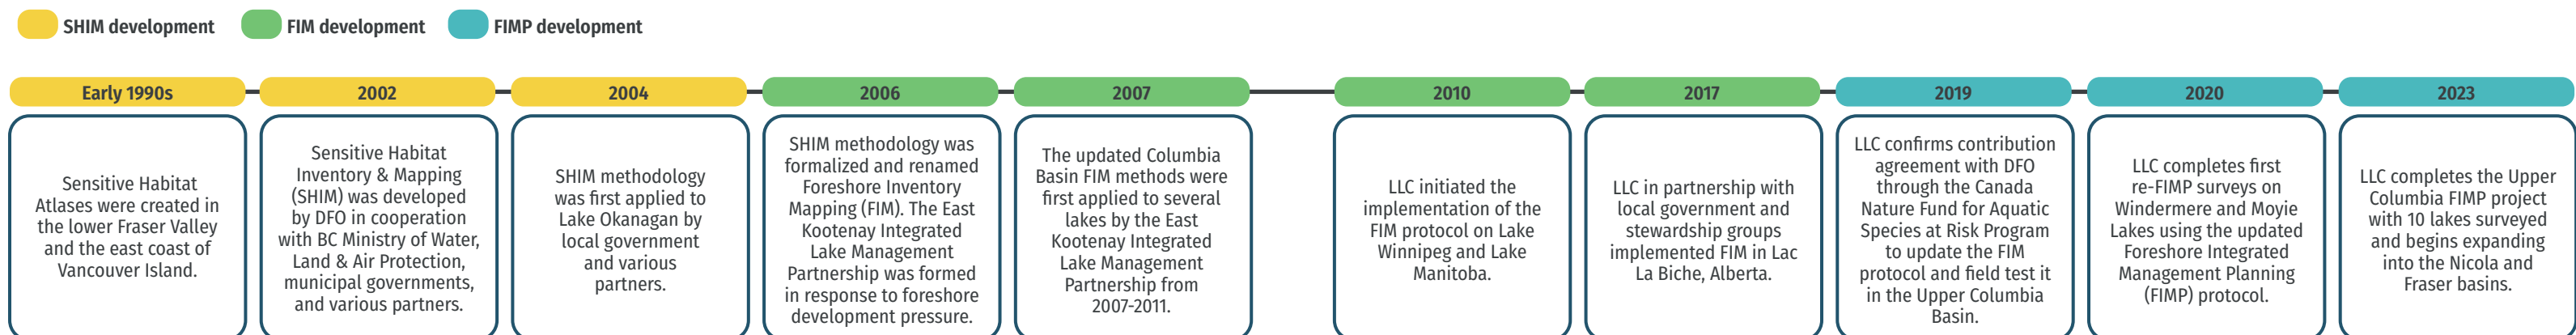 SHIM development
FIM development
FIMP development
Early 1990s
Sensitive Habitat
Atlases were created in
the lower Fraser Valley
and the east coast of
Vancouver Island.
2002
Sensitive Habitat
Inventory & Mapping
(SHIM) was developed
by DFO in cooperation
with BC Ministry of Water,
Land & Air Protection,
municipal governments,
and various partners.
2004
SHIM methodology
was first applied to
Lake Okanagan by
local government
and various
partners.
2006
SHIM methodology was
formalized and renamed
Foreshore Inventory
Mapping (FIM). The East
Kootenay Integrated
Lake Management
Partnership was formed
in response to foreshore
development pressure.
2007
The updated Columbia
Basin FIM methods were
first applied to several
lakes by the East
Kootenay Integrated
Lake Management
Partnership from
2007-2011.
2010
LLC initiated the
implementation of the
FIM protocol on Lake
Winnipeg and Lake
Manitoba.
2017
LLC in partnership with
local government and
stewardship groups
implemented FIM in Lac
La Biche, Alberta.
2019
LLC confirms contribution
agreement with DFO
through the Canada
Nature Fund for Aquatic
Species at Risk Program
to update the FIM
protocol and field test it
in the Upper Columbia
Basin.
2020
LLC completes first
re-FIMP surveys on
Windermere and Moyie
Lakes using the updated
Foreshore Integrated
Management Planning
(FIMP) protocol.
2023
LLC completes the Upper
Columbia FIMP project
with 10 lakes surveyed
and begins expanding
into the Nicola and
Fraser basins.